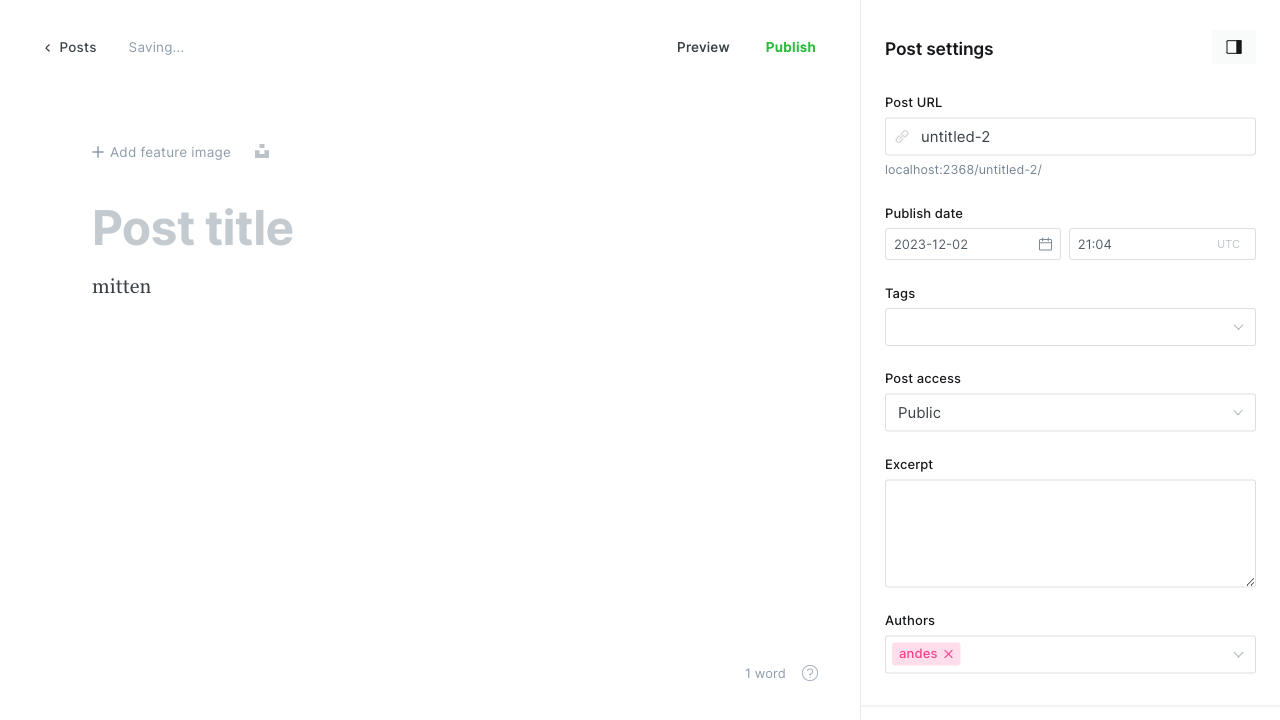 Posts
Saving...
Preview
Publish
Post settings
Post URL
untitled-2
localhost:2368/untitled-2/
Add feature image
Post title
mitten
Publish date
2023-12-02
21:04
UTC
Tags
Post access
Public
Excerpt
Authors
andes
1 word